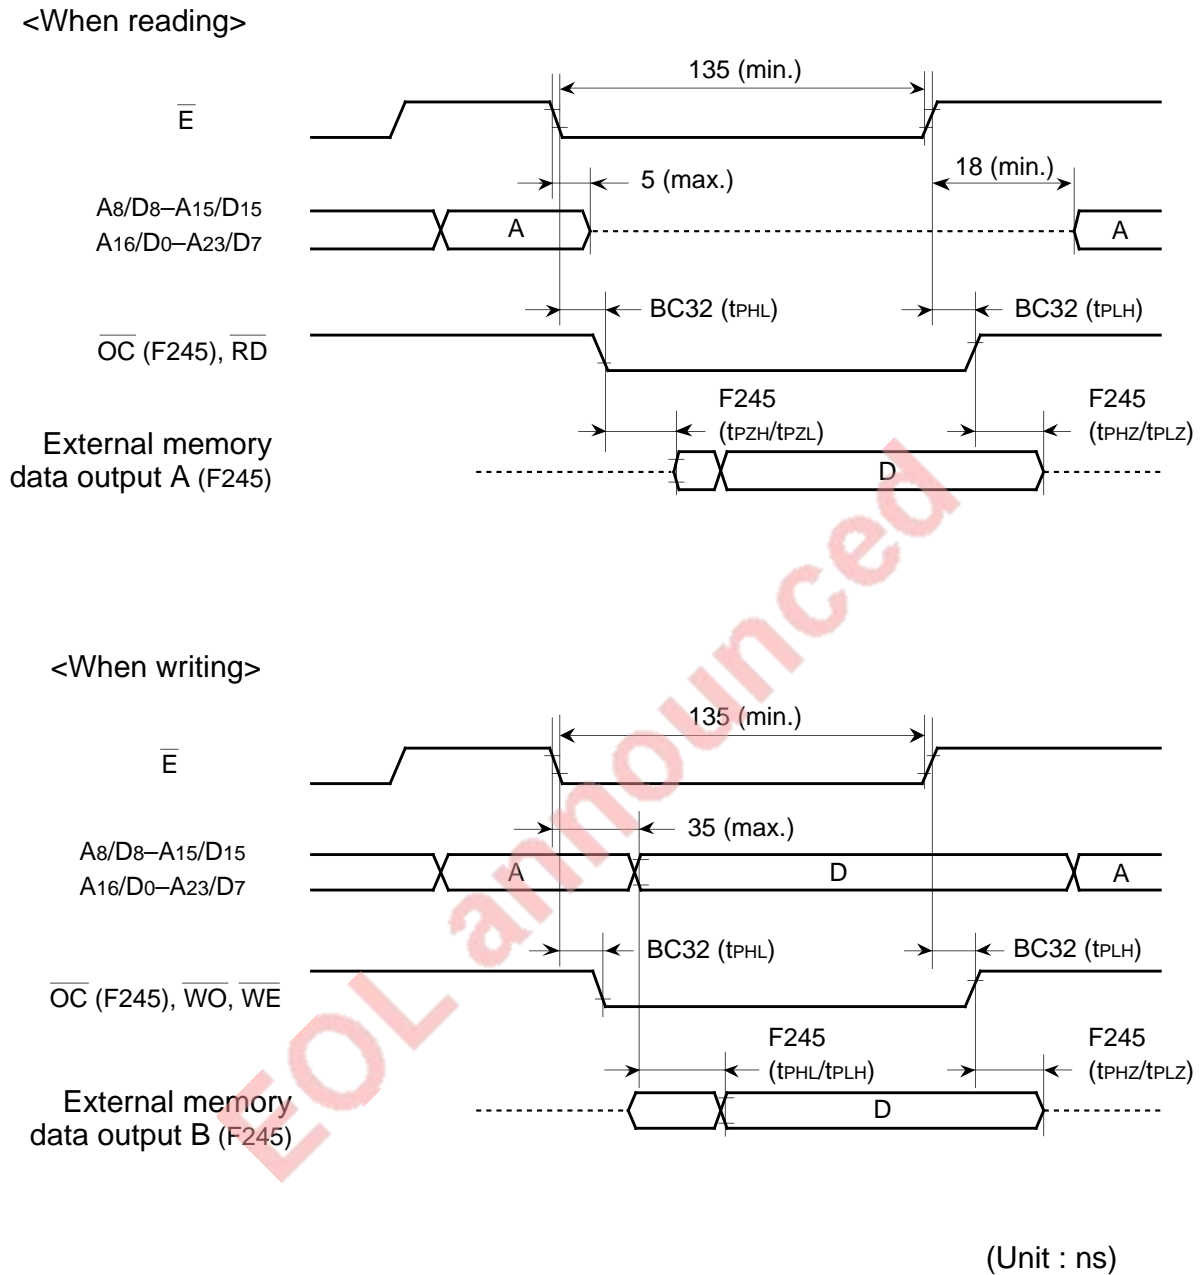 <When reading>
135 (min.)
E
5 (max.)
18 (min.)
A8/D8–A15/D15
A16/D0–A23/D7
A
A
BC32 (tPHL)
BC32 (tPLH)
OC (F245), RD
F245
(tPZH/tPZL)
F245
(tPHZ/tPLZ)
External memory
data output A (F245)
D
<When writing>
135 (min.)
E
35 (max.)
A8/D8–A15/D15
A16/D0–A23/D7
A
D
A
BC32 (tPHL)
BC32 (tPLH)
OC (F245), WO, WE
F245
(tPHL/tPLH)
F245
(tPHZ/tPLZ)
External memory
data output B (F245)
D
EOL announced
(Unit : ns)